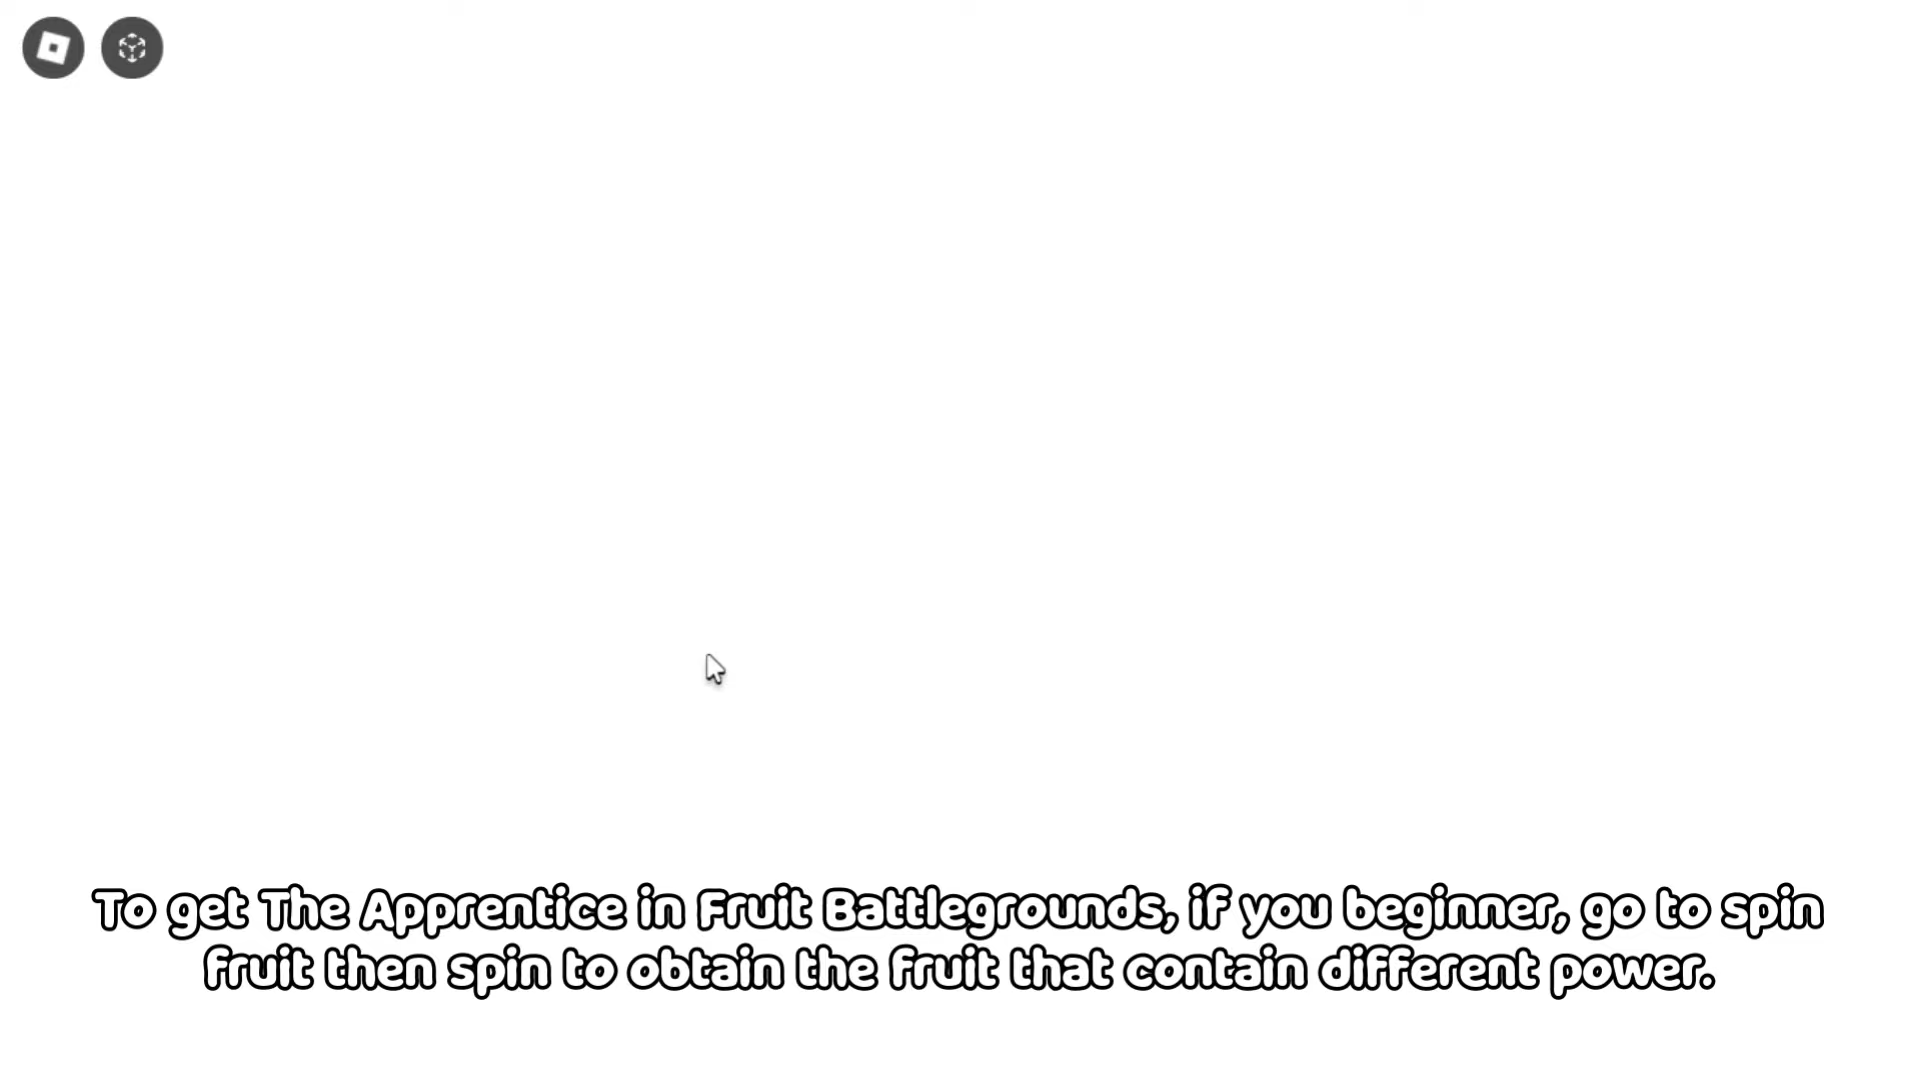 To get The Apprentice in Fruit Battlegrounds, if you beginner, go to spin
fruit then spin to obtain the fruit that contain different power.